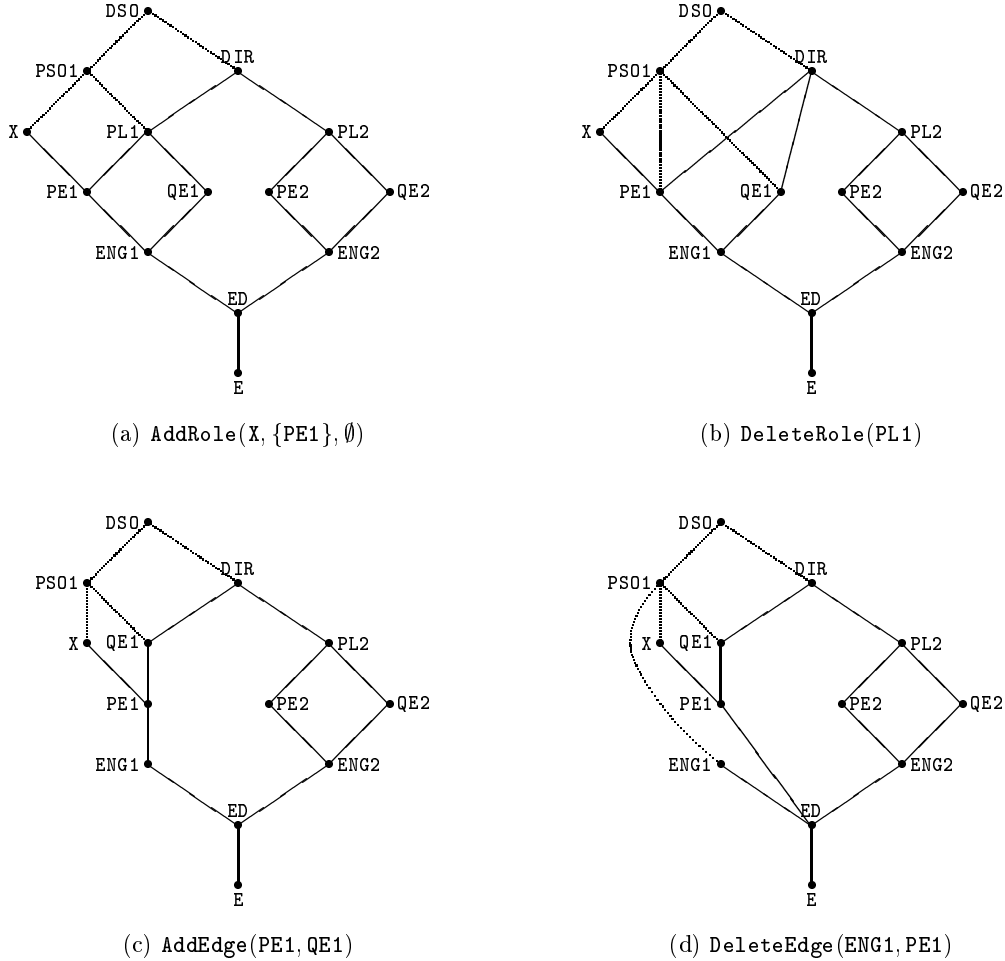 DSO
DIR
PSO1
X
PL1
PL2
PE1
QE1
PE2
QE2
ENG1
ENG2
ED
E
(a) AddRole(X, {PE1}, ∅)
DSO
DIR
PSO1
X
PL2
PE1
QE1
PE2
QE2
ENG1
ENG2
ED
E
(b) DeleteRole(PL1)
DSO
DIR
PSO1
X
QE1
PL2
PE1
PE2
QE2
ENG1
ENG2
ED
E
(c) AddEdge(PE1, QE1)
DSO
DIR
PSO1
X
QE1
PL2
PE1
PE2
QE2
ENG1
ENG2
ED
E
(d) DeleteEdge(ENG1, PE1)